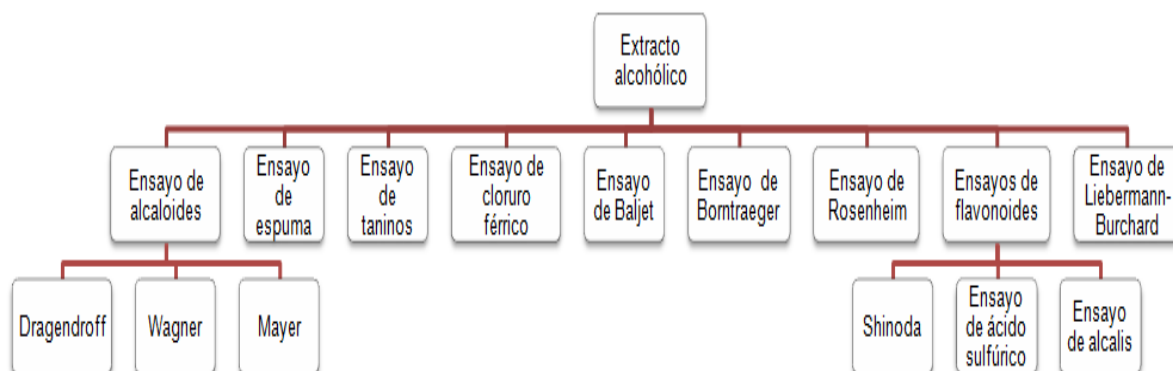 Extracto
alcohólico
Ensayo de
alcaloides
Ensayo
de
espuma
Ensayo
de
taninos
Ensayo de
cloruro
férrico
Ensayo
de Baljet
Ensayo de
Borntraeger
Ensayo de
Rosenheim
Ensayos de
flavonoides
Ensayo de
Liebermann-
Burchard
Dragendroff
Wagner
Mayer
Shinoda
Ensayo
de ácido
sulfúrico
Ensayo
de alcalis